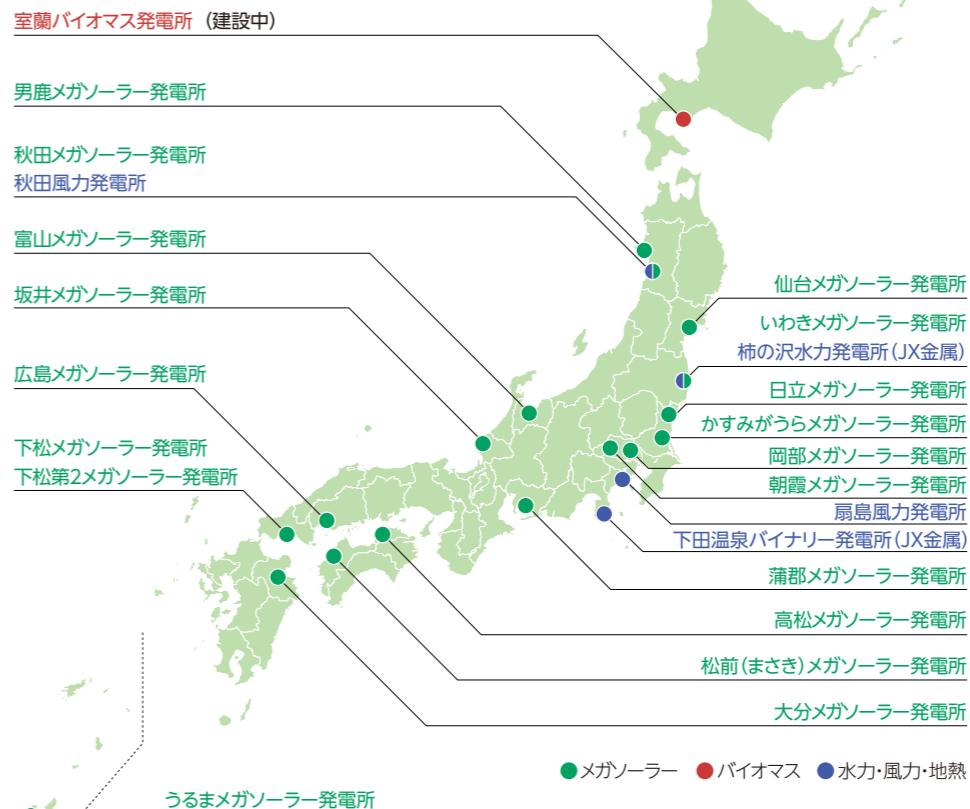 室蘭バイオマス発電所 (建設中)
男鹿メガソーラー発電所
秋田メガソーラー発電所
秋田風力発電所
富山メガソーラー発電所
坂井メガソーラー発電所
広島メガソーラー発電所
下松メガソーラー発電所
下松第2メガソーラー発電所
仙台メガソーラー発電所
いわきメガソーラー発電所
柿の沢水力発電所(JX金属)
日立メガソーラー発電所
かすみがうらメガソーラー発電所
岡部メガソーラー発電所
朝霞メガソーラー発電所
扇島風力発電所
下田温泉バイナリー発電所(JX金属)
蒲郡メガソーラー発電所
高松メガソーラー発電所
松前(まさき)メガソーラー発電所
大分メガソーラー発電所
メガソーラー バイオマス 水力・風力・地熱
うるまメガソーラー発電所